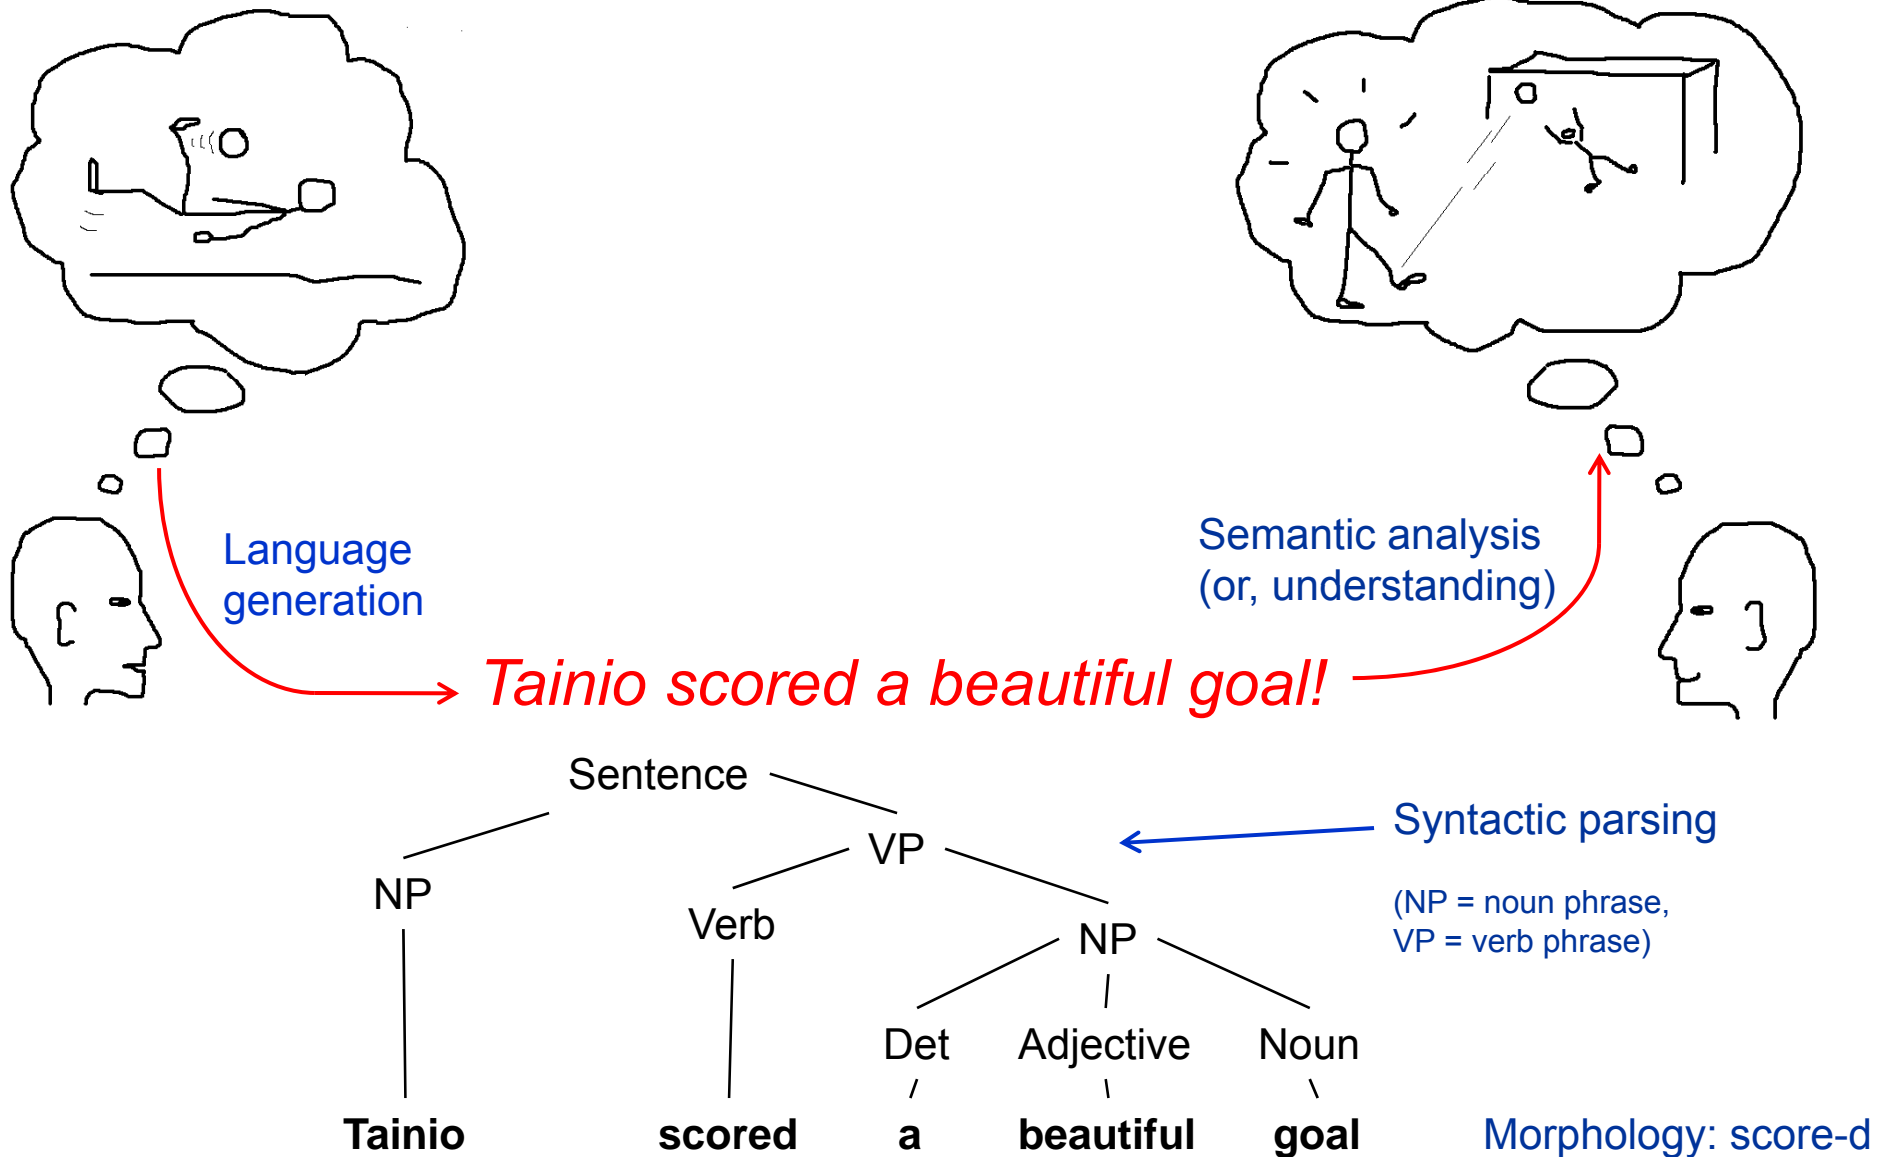 Language
generation
Semantic analysis
(or, understanding)
Tainio scored a beautiful goal!
Sentence
VP
Syntactic parsing
NP
Verb
NP
(NP = noun phrase,
VP = verb phrase)
Det Adjective Noun
Tainio scored a beautiful goal
Morphology: score-d